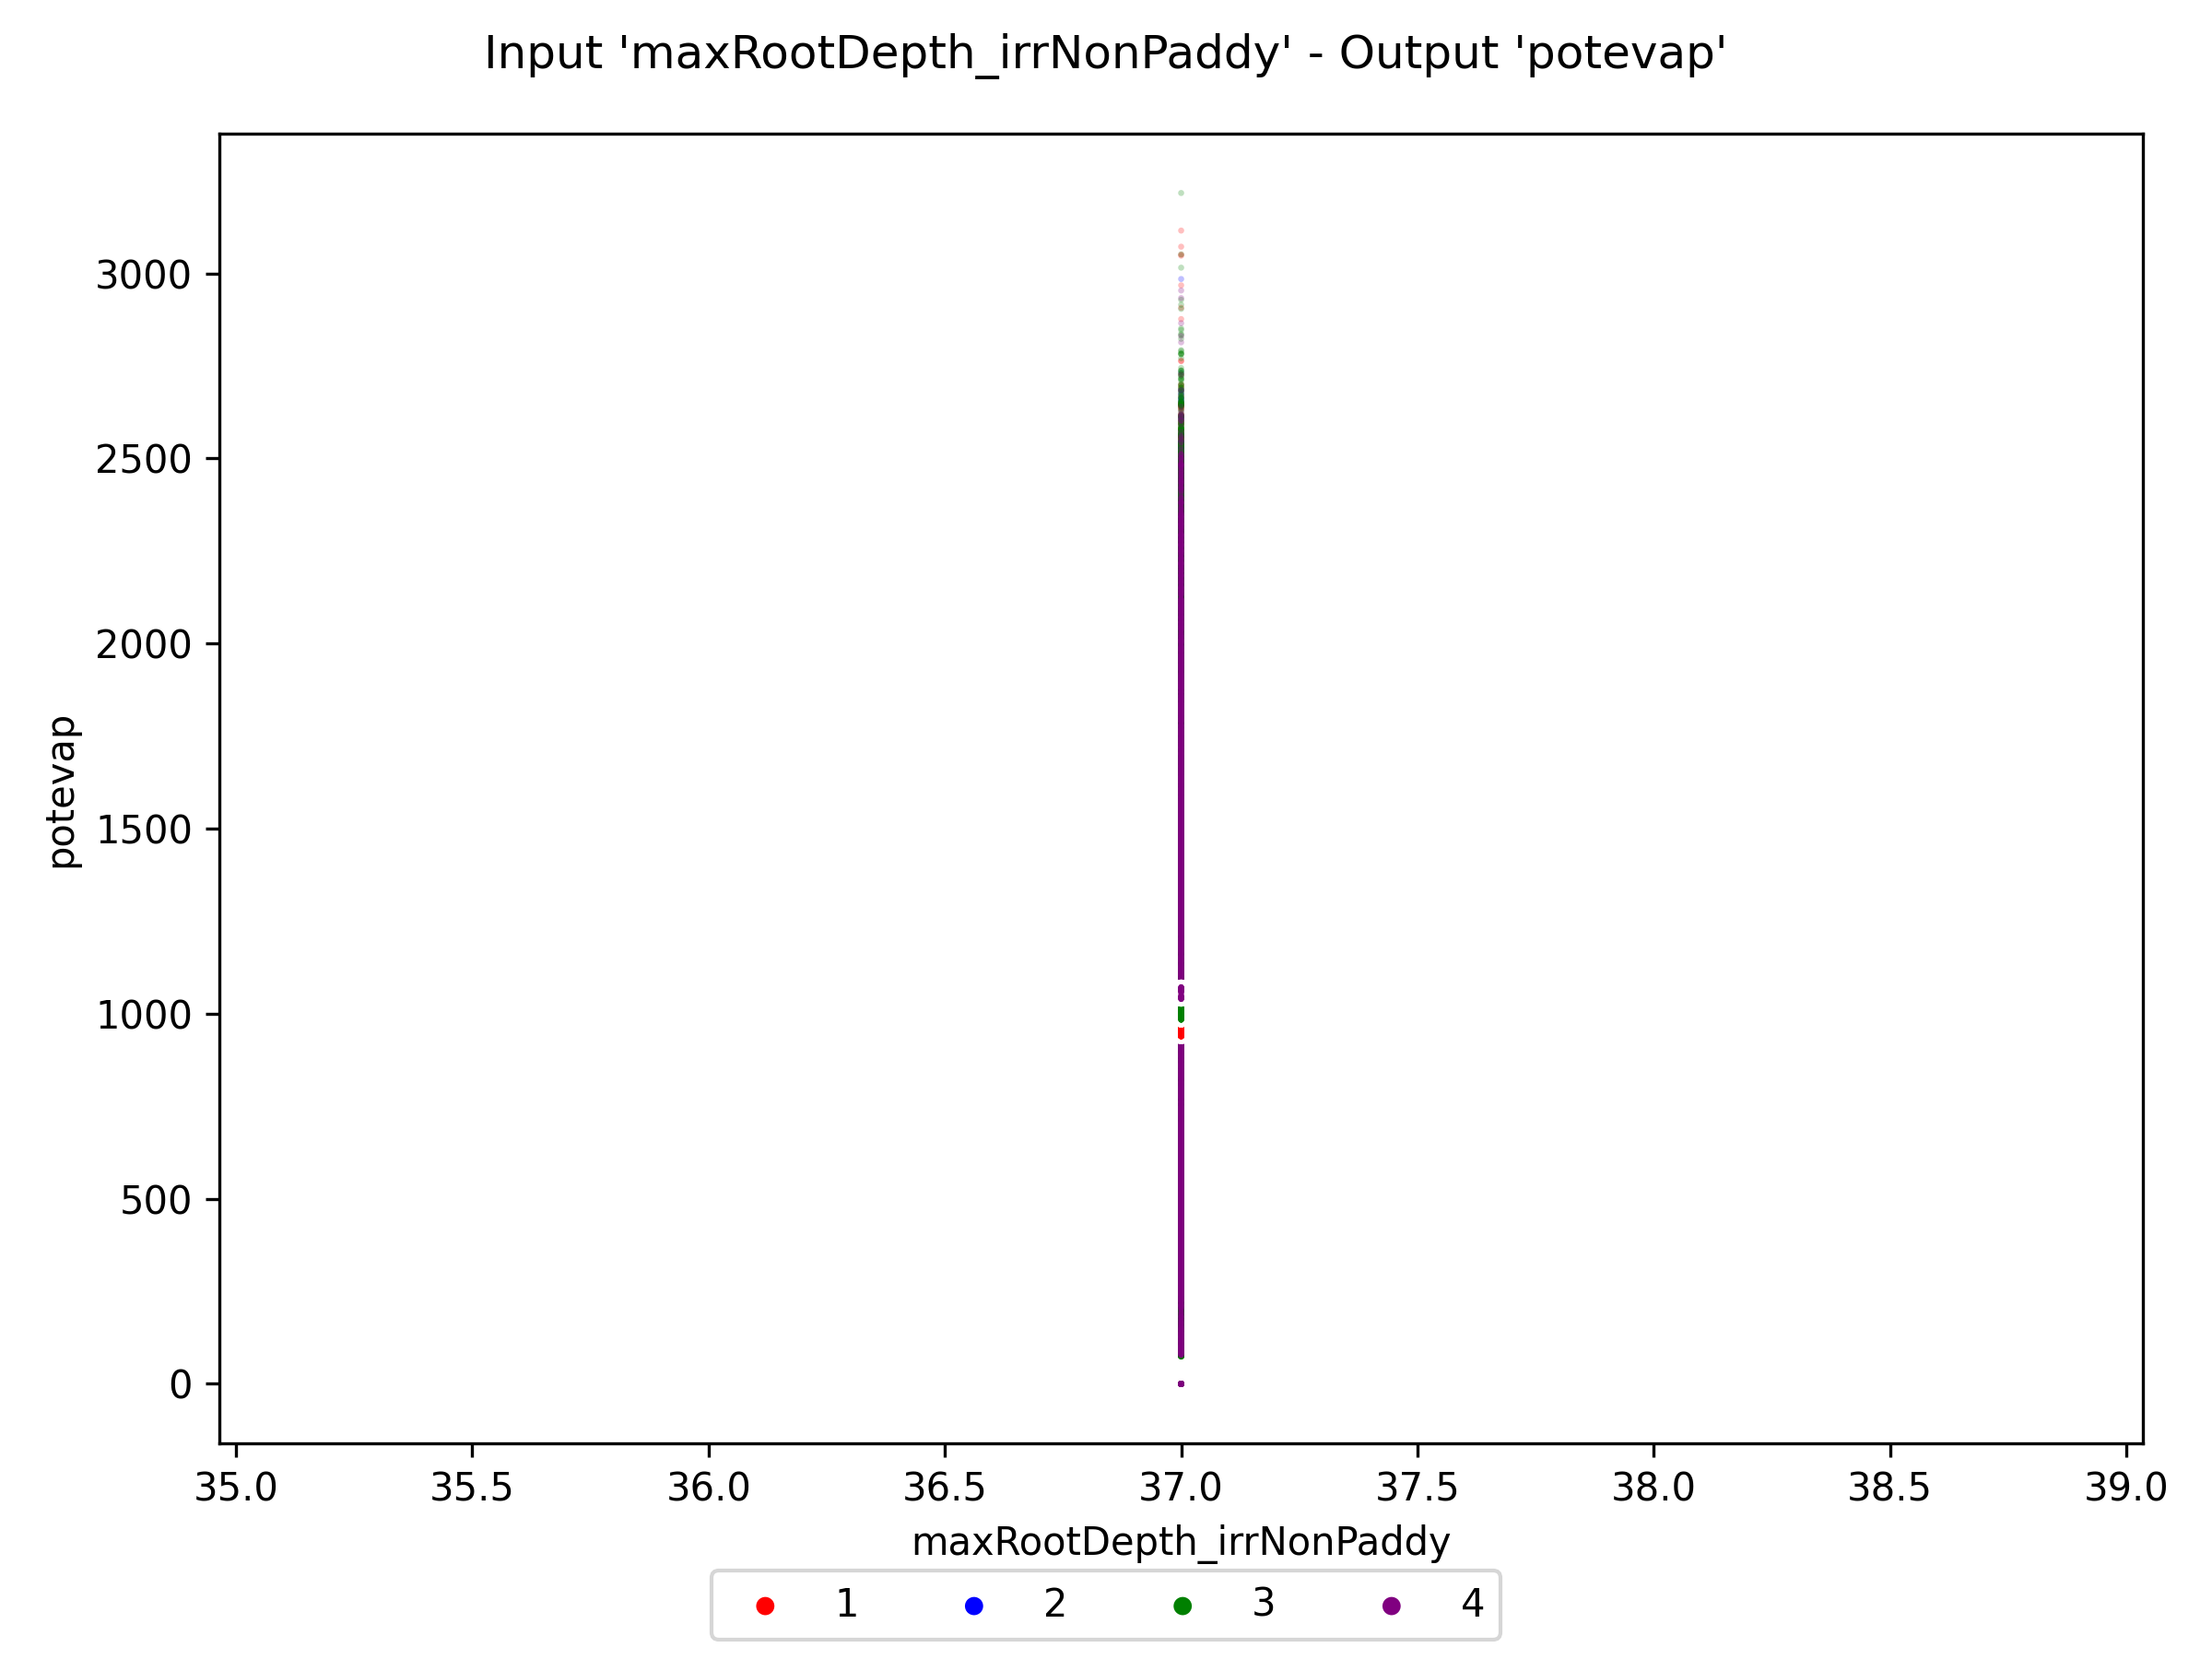 Input 'maxRootDepth_irrNonPaddy' - Output 'potevap'
potevap
3000
2500
2000
1500
1000
500
0
35.0 35.5 36.0 36.5 37.0 37.5 38.0 38.5 39.0
maxRootDepth_irrNonPaddy
1 2 3 4